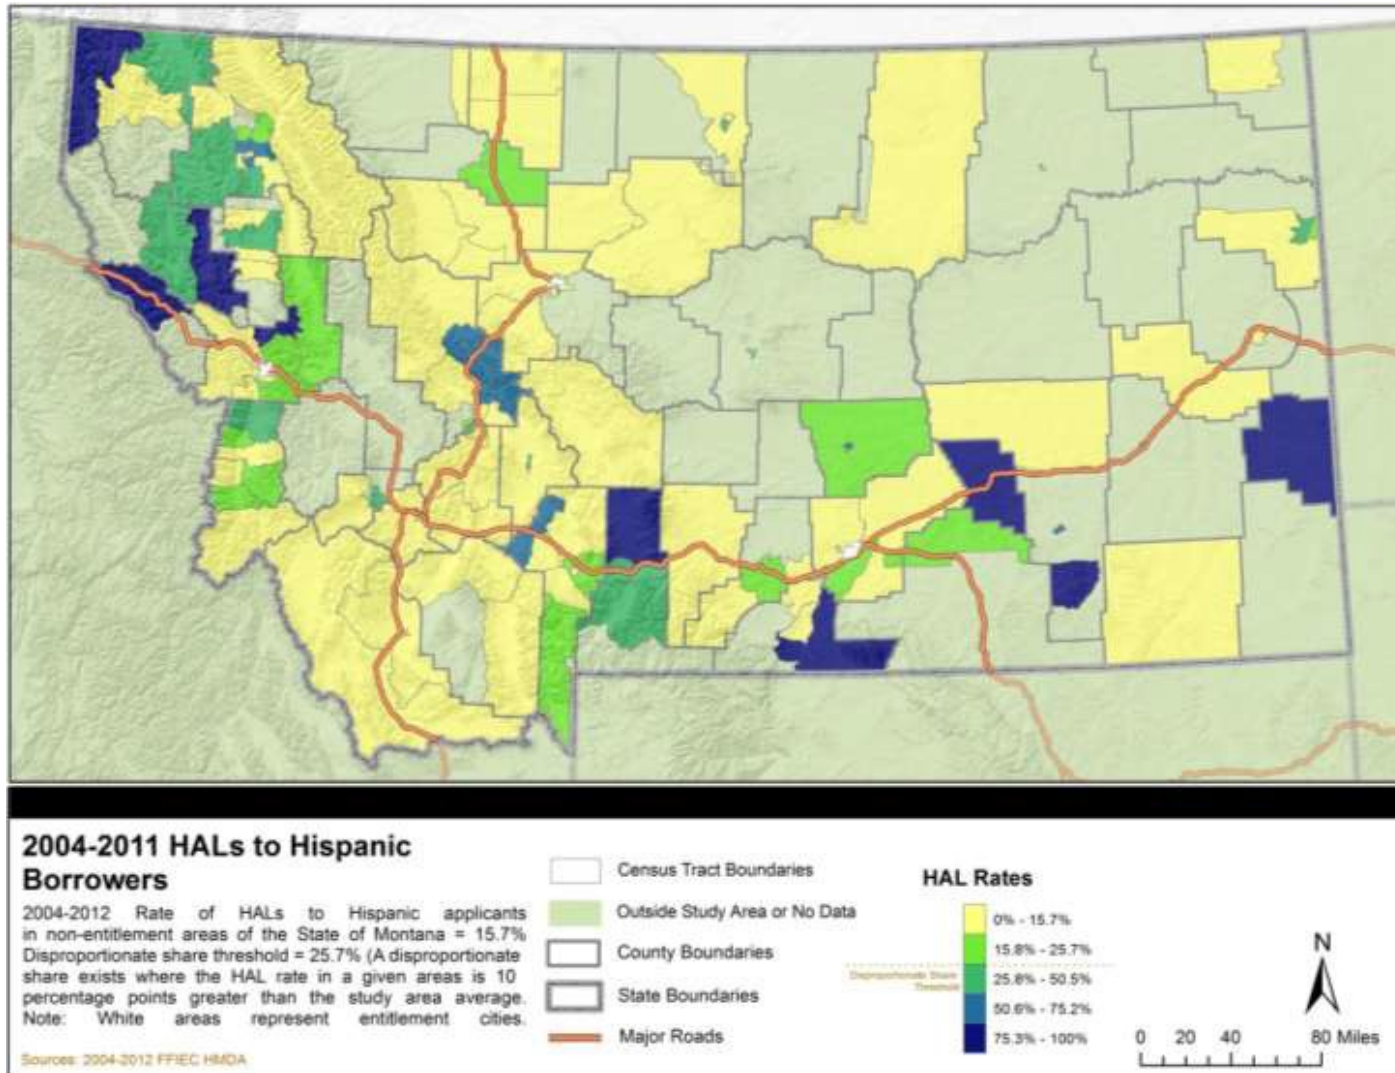 2004-2011 HALs to Hispanic
Borrowers
2004-2012 Rate of HALs to Hispanic applicants
in non-entitlement areas of the State of Montana = 15.7%
Disproportionate share threshold = 25.7% (A disproportionate
share exists where the HAL rate in a given areas is 10
percentage points greater than the study area average.
Note: White areas represent entitlement cities.
Sources: 2004-2012 FFIEC HMDA
Census Tract Boundaries
Outside Study Area or No Data
County Boundaries
State Boundaries
Major Roads
HAL Rates
0% - 15.7%
15.8% - 25.7%
Disproportionate Share
Threshold
25.8% - 50.5%
50.6% - 75.2%
75.3% - 100%
N
0 20 40 80 Miles